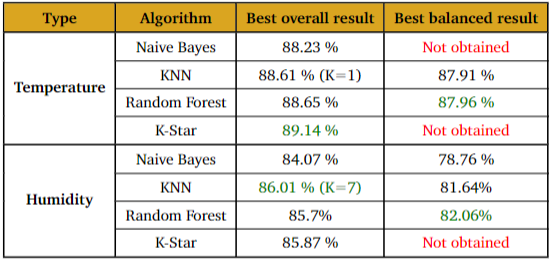 Type Algorithm Best overall result Best balanced result
Temperature
Naive Bayes 88.23 % Not obtained
KNN 88.61 % (K=1) 87.91 %
Random Forest 88.65 % 87.96 %
K-Star 89.14 % Not obtained
Humidity
Naive Bayes 84.07 % 78.76 %
KNN 86.01 % (K=7) 81.64%
Random Forest 85.7% 82.06%
K-Star 85.87 % Not obtained